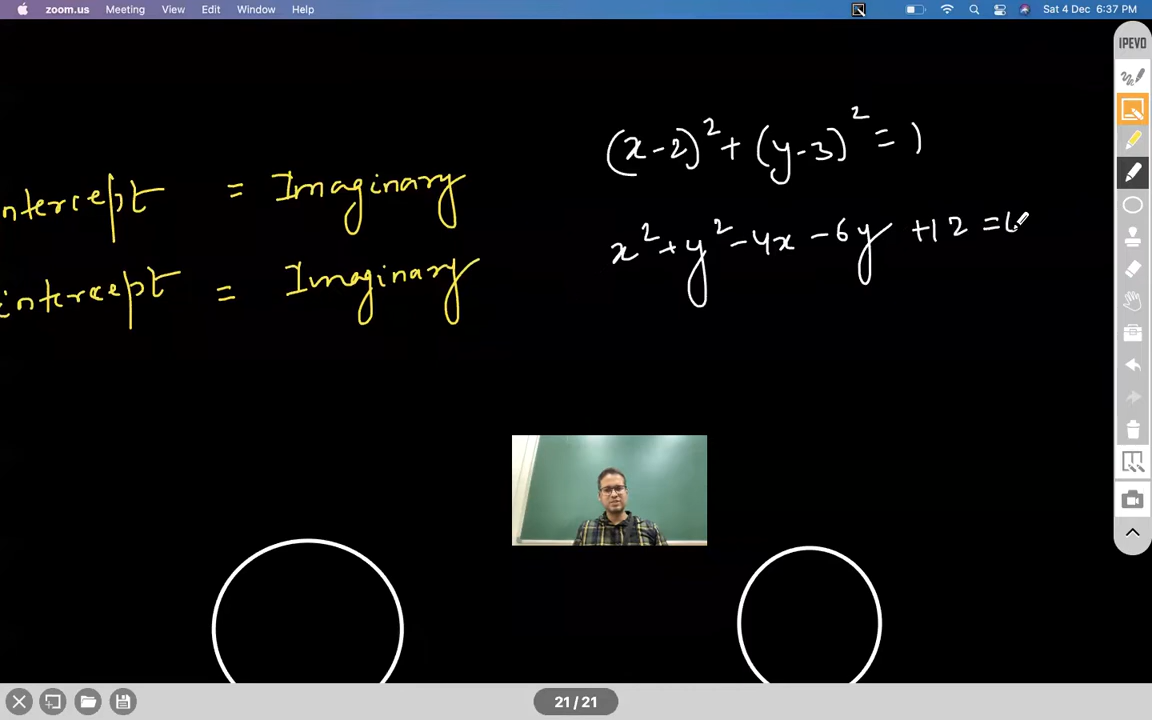 zoom.us Meeting View Edit Window Help Sat 4 Dec 6:37 PM
IPEVO
(x-2)² + (y-3)² = 1
ntercept = Imaginary
x² + y² - 4x - 6y + 12 =
intercept = Imaginary
21 / 21